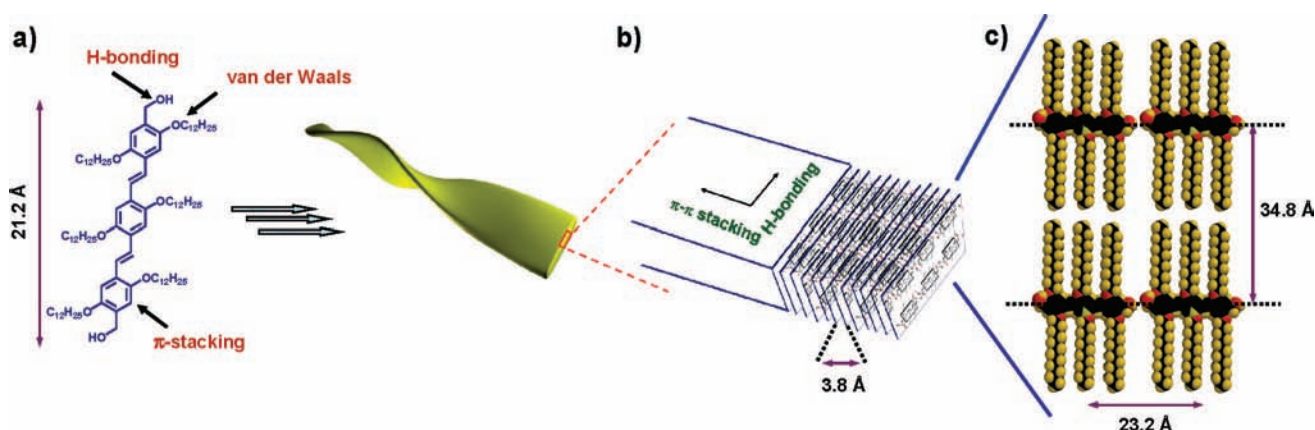 a)
H-bonding
van der Waals
OH
OC₁₂H₂₅
C₁₂H₂₅O
OC₁₂H₂₅
C₁₂H₂₅O
OC₁₂H₂₅
C₁₂H₂₅O
HO
π-stacking
21.2 Å
b)
π-π stacking
H-bonding
3.8 Å
c)
34.8 Å
23.2 Å